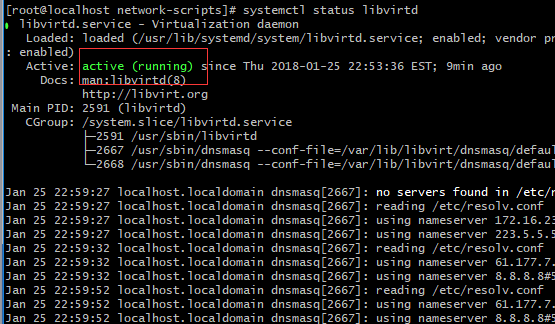 [root@localhost network-scripts]# systemctl status libvirtd
libvirtd.service - Virtualization daemon
Loaded: loaded (/usr/lib/systemd/system/libvirtd.service; enabled; vendor pr
: enabled)
Active: active (running) since Thu 2018-01-25 22:53:36 EST; 9min ago
Docs: man:libvirtd(8)
http://libvirt.org
Main PID: 2591 (libvirtd)
CGroup: /system.slice/libvirtd.service
├─2591 /usr/sbin/libvirtd
├─2667 /usr/sbin/dnsmasq --conf-file=/var/lib/libvirt/dnsmasq/defau
└─2668 /usr/sbin/dnsmasq --conf-file=/var/lib/libvirt/dnsmasq/defau
Jan 25 22:59:27 localhost.localdomain dnsmasq[2667]: no servers found in /etc/r
Jan 25 22:59:27 localhost.localdomain dnsmasq[2667]: reading /etc/resolv.conf
Jan 25 22:59:27 localhost.localdomain dnsmasq[2667]: using nameserver 172.16.23
Jan 25 22:59:27 localhost.localdomain dnsmasq[2667]: using nameserver 223.5.5.5
Jan 25 22:59:32 localhost.localdomain dnsmasq[2667]: reading /etc/resolv.conf
Jan 25 22:59:32 localhost.localdomain dnsmasq[2667]: using nameserver 61.177.7.
Jan 25 22:59:32 localhost.localdomain dnsmasq[2667]: using nameserver 8.8.8.8#5
Jan 25 22:59:52 localhost.localdomain dnsmasq[2667]: reading /etc/resolv.conf
Jan 25 22:59:52 localhost.localdomain dnsmasq[2667]: using nameserver 61.177.7.
Jan 25 22:59:52 localhost.localdomain dnsmasq[2667]: using nameserver 8.8.8.8#5